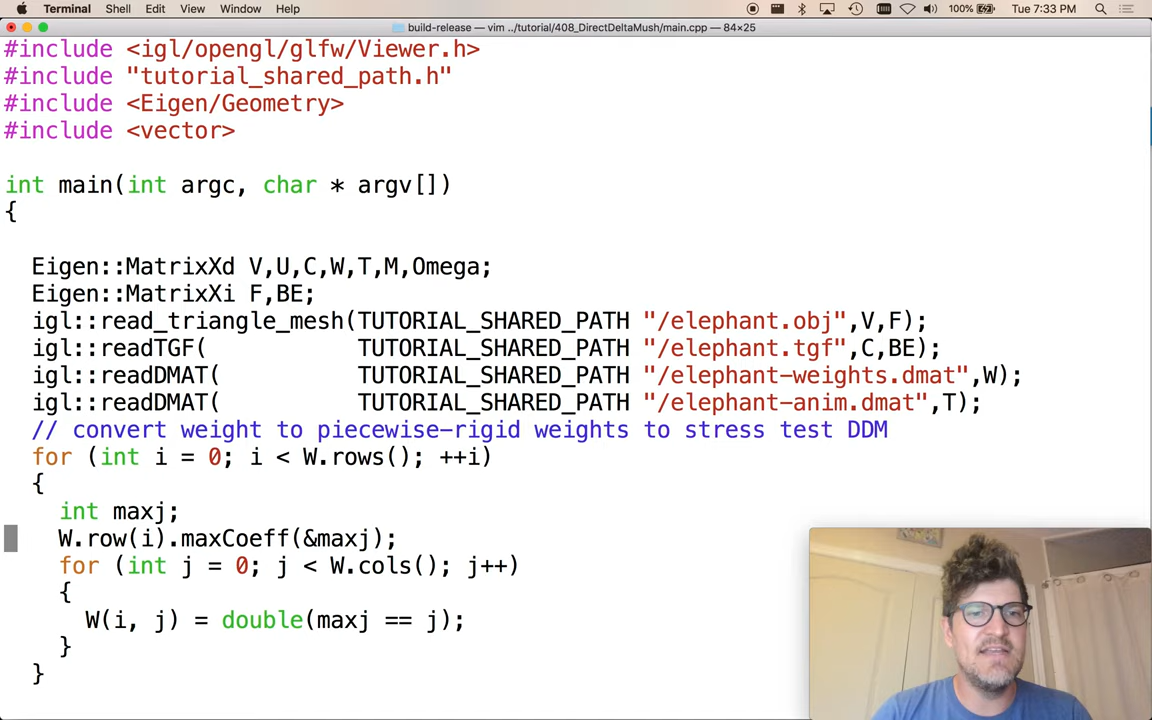 Terminal Shell Edit View Window Help 100% Tue 7:33 PM
build-release — vim ../tutorial/408_DirectDeltaMush/main.cpp — 84×25
#include <igl/opengl/glfw/Viewer.h>
#include "tutorial_shared_path.h"
#include <Eigen/Geometry>
#include <vector>
int main(int argc, char * argv[])
{
Eigen::MatrixXd V,U,C,W,T,M,Omega;
Eigen::MatrixXi F,BE;
igl::read_triangle_mesh(TUTORIAL_SHARED_PATH "/elephant.obj",V,F);
igl::readTGF( TUTORIAL_SHARED_PATH "/elephant.tgf",C,BE);
igl::readDMAT( TUTORIAL_SHARED_PATH "/elephant-weights.dmat",W);
igl::readDMAT( TUTORIAL_SHARED_PATH "/elephant-anim.dmat",T);
// convert weight to piecewise-rigid weights to stress test DDM
for (int i = 0; i < W.rows(); ++i)
{
int maxj;
W.row(i).maxCoeff(&maxj);
for (int j = 0; j < W.cols(); j++)
{
W(i, j) = double(maxj == j);
}
}